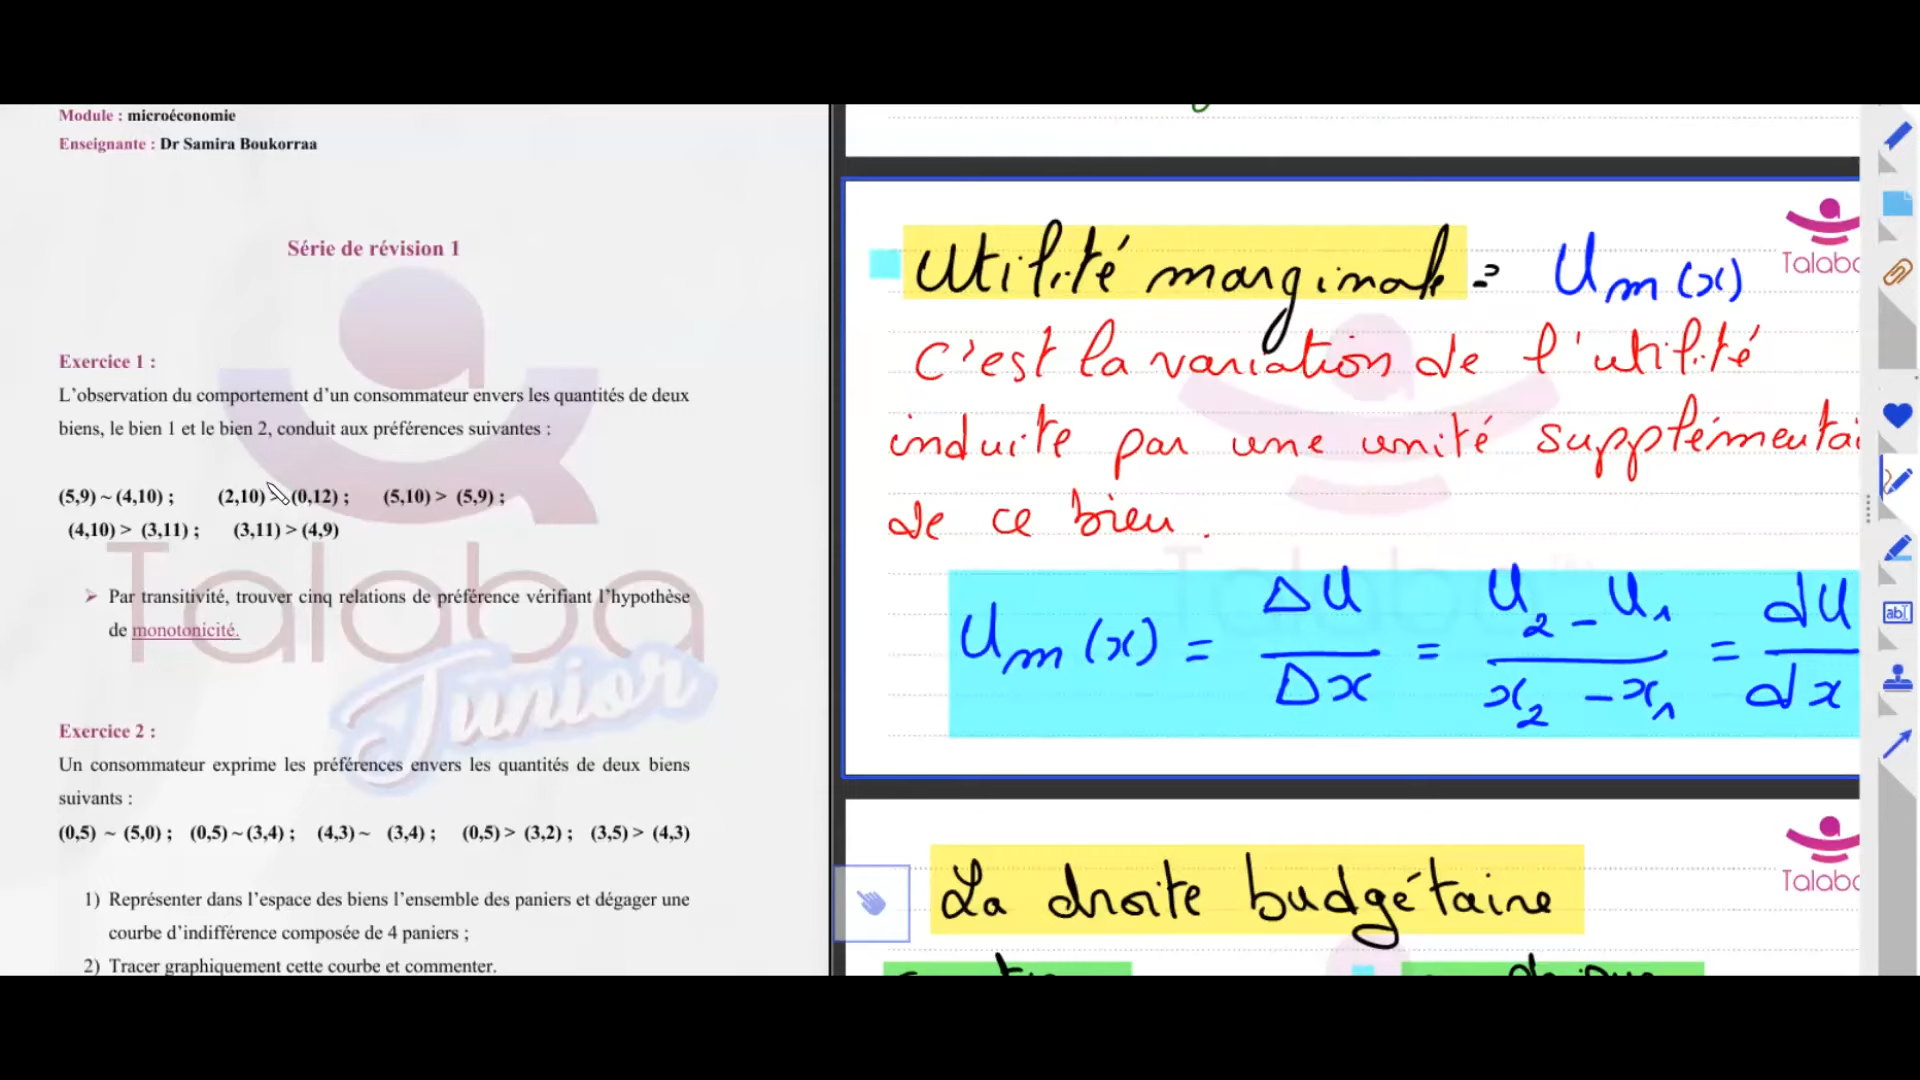 Module : microéconomie
Enseignante : Dr Samira Boukorraa
Série de révision 1
Exercice 1 :
L'observation du comportement d'un consommateur envers les quantités de deux
biens, le bien 1 et le bien 2, conduit aux préférences suivantes :
(5,9) ~ (4,10) ; (2,10) (0,12) ; (5,10) > (5,9) ;
(4,10) > (3,11) ; (3,11) > (4,9)
➢ Par transitivité, trouver cinq relations de préférence vérifiant l'hypothèse
de monotonicité.
Exercice 2 :
Un consommateur exprime les préférences envers les quantités de deux biens
suivants :
(0,5) ~ (5,0) ; (0,5) ~ (3,4) ; (4,3) ~ (3,4) ; (0,5) > (3,2) ; (3,5) > (4,3)
1) Représenter dans l'espace des biens l'ensemble des paniers et dégager une
courbe d'indifférence composée de 4 paniers ;
2) Tracer graphiquement cette courbe et commenter.
Talaba
Junior
Utilité marginale = Um(x)
c'est la variation de l'utilité
induite par une unité supplémentai
de ce bien.
Um(x) = ΔU/Δx = U2 - U1 / x2 - x1 = dU/dx
Talaba
La droite budgétaire
Talaba
ab